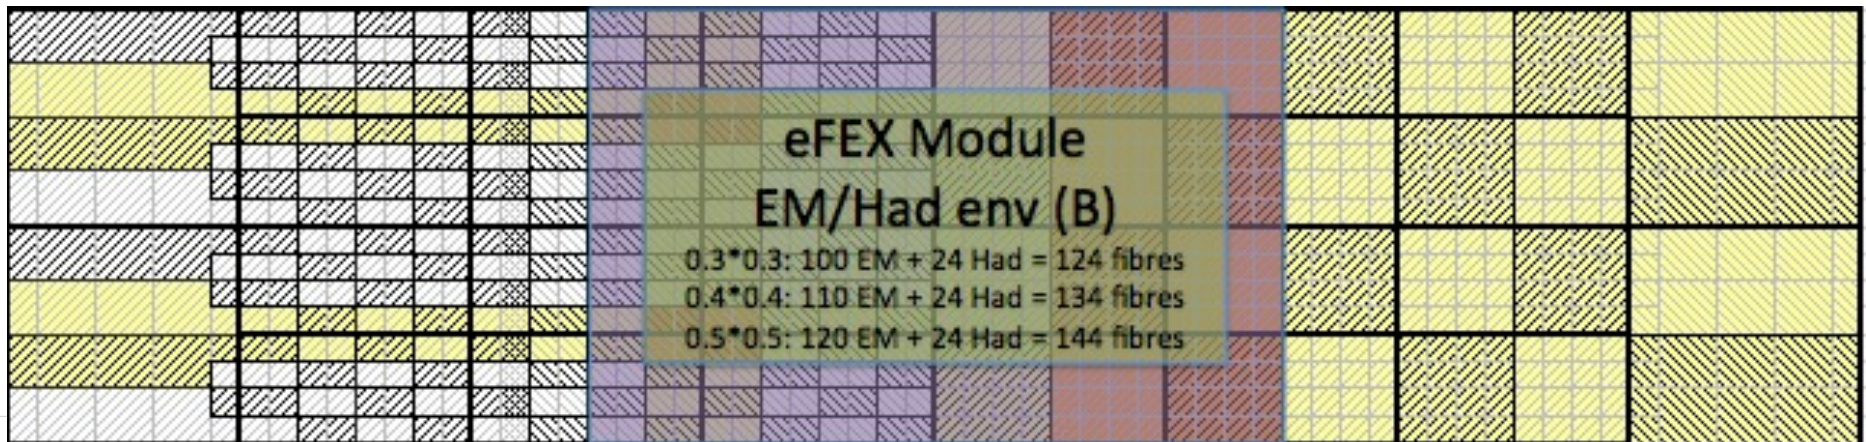 eFEX Module
EM/Had env (B)
0.3*0.3: 100 EM + 24 Had = 124 fibres
0.4*0.4: 110 EM + 24 Had = 134 fibres
0.5*0.5: 120 EM + 24 Had = 144 fibres